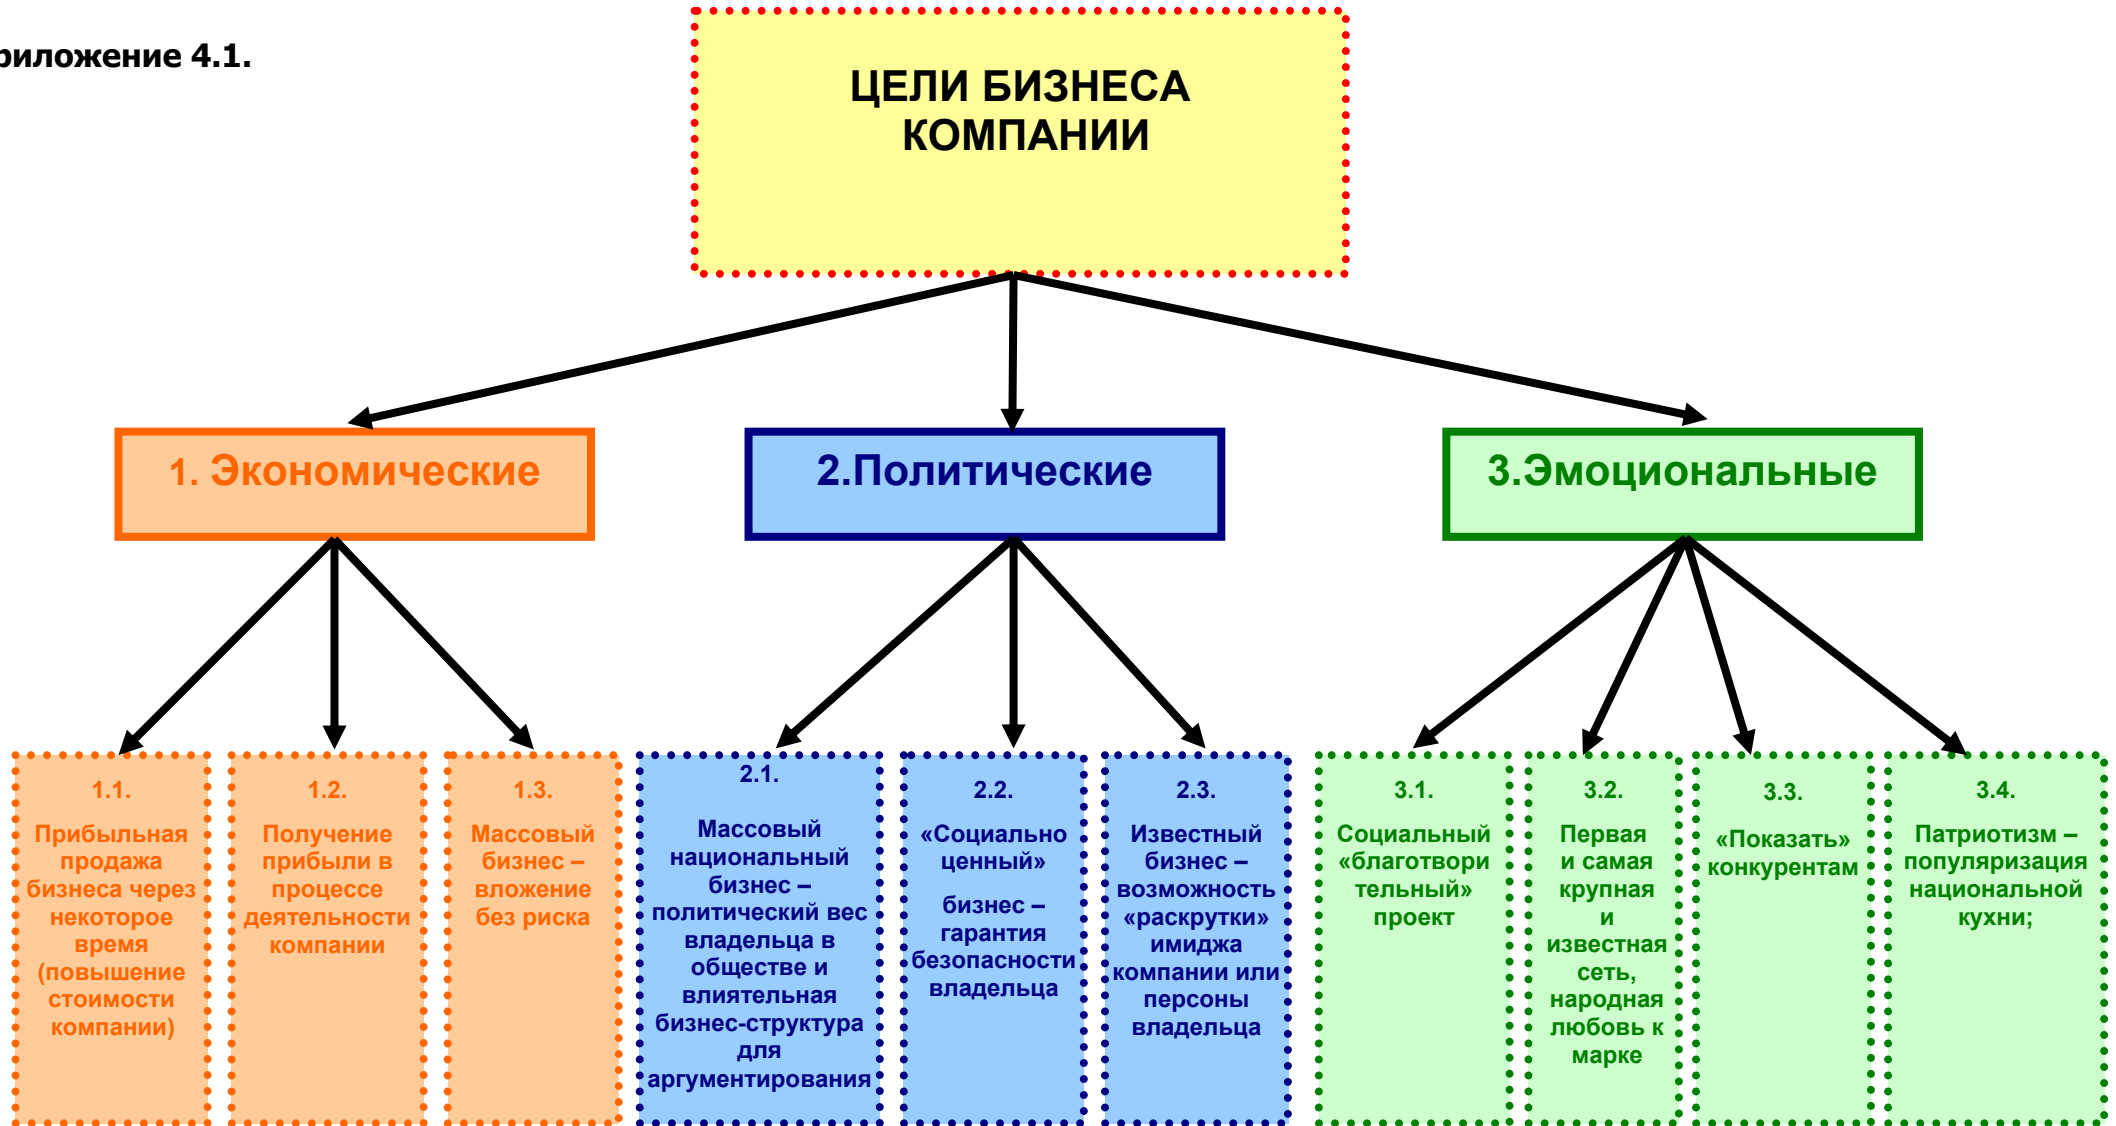 риложение 4.1.
ЦЕЛИ БИЗНЕСА
КОМПАНИИ
1. Экономические
2.Политические
3.Эмоциональные
1.1.
Прибыльная
продажа
бизнеса через
некоторое
время
(повышение
стоимости
компании)
1.2.
Получение
прибыли в
процессе
деятельности
компании
1.3.
Массовый
бизнес –
вложение
без риска
2.1.
Массовый
национальный
бизнес –
политический вес
владельца в
обществе и
влиятельная
бизнес-структура
для
аргументирования
2.2.
«Социально
ценный»
бизнес –
гарантия
безопасности
владельца
2.3.
Известный
бизнес –
возможность
«раскрутки»
имиджа
компании или
персоны
владельца
3.1.
Социальный
«благотвори
тельный»
проект
3.2.
Первая
и самая
крупная
и
известная
сеть,
народная
любовь к
марке
3.3.
«Показать»
конкурентам
3.4.
Патриотизм –
популяризация
национальной
кухни;